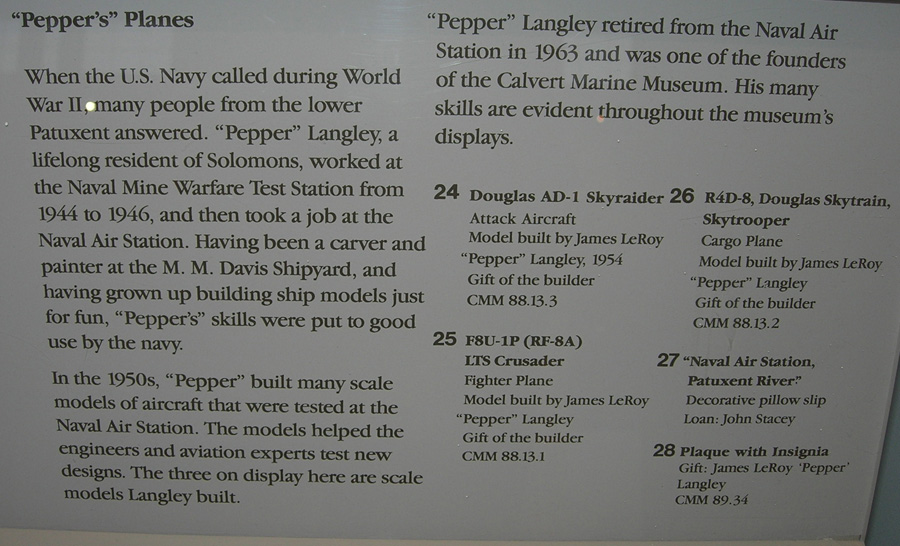 “Pepper’s” Planes
When the U.S. Navy called during World
War II, many people from the lower
Patuxent answered. “Pepper” Langley, a
lifelong resident of Solomons, worked at
the Naval Mine Warfare Test Station from
1944 to 1946, and then took a job at the
Naval Air Station. Having been a carver and
painter at the M. M. Davis Shipyard, and
having grown up building ship models just
for fun, “Pepper’s” skills were put to good
use by the navy.
In the 1950s, “Pepper” built many scale
models of aircraft that were tested at the
Naval Air Station. The models helped the
engineers and aviation experts test new
designs. The three on display here are scale
models Langley built.
“Pepper” Langley retired from the Naval Air
Station in 1963 and was one of the founders
of the Calvert Marine Museum. His many
skills are evident throughout the museum’s
displays.
24 Douglas AD-1 Skyraider
Attack Aircraft
Model built by James LeRoy
“Pepper” Langley, 1954
Gift of the builder
CMM 88.13.3
25 F8U-1P (RF-8A)
LTS Crusader
Fighter Plane
Model built by James LeRoy
“Pepper” Langley
Gift of the builder
CMM 88.13.1
26 R4D-8, Douglas Skytrain,
Skytrooper
Cargo Plane
Model built by James LeRoy
“Pepper” Langley
Gift of the builder
CMM 88.13.2
27 “Naval Air Station,
Patuxent River”
Decorative pillow slip
Loan: John Stacey
28 Plaque with Insignia
Gift: James LeRoy ‘Pepper’
Langley
CMM 89.34